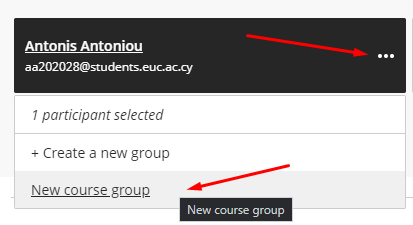 Antonis Antoniou
aa202028@students.euc.ac.cy
1 participant selected
+ Create a new group
New course group
New course group